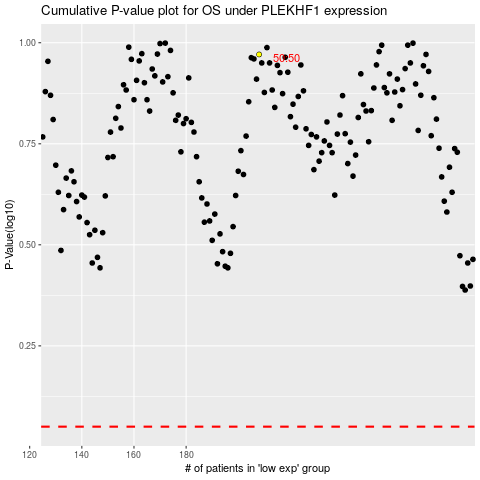 Cumulative P-value plot for OS under PLEKHF1 expression
1.00
50:50
0.75
P-Value(log10)
0.50
0.25
120 140 160 180
# of patients in 'low exp' group